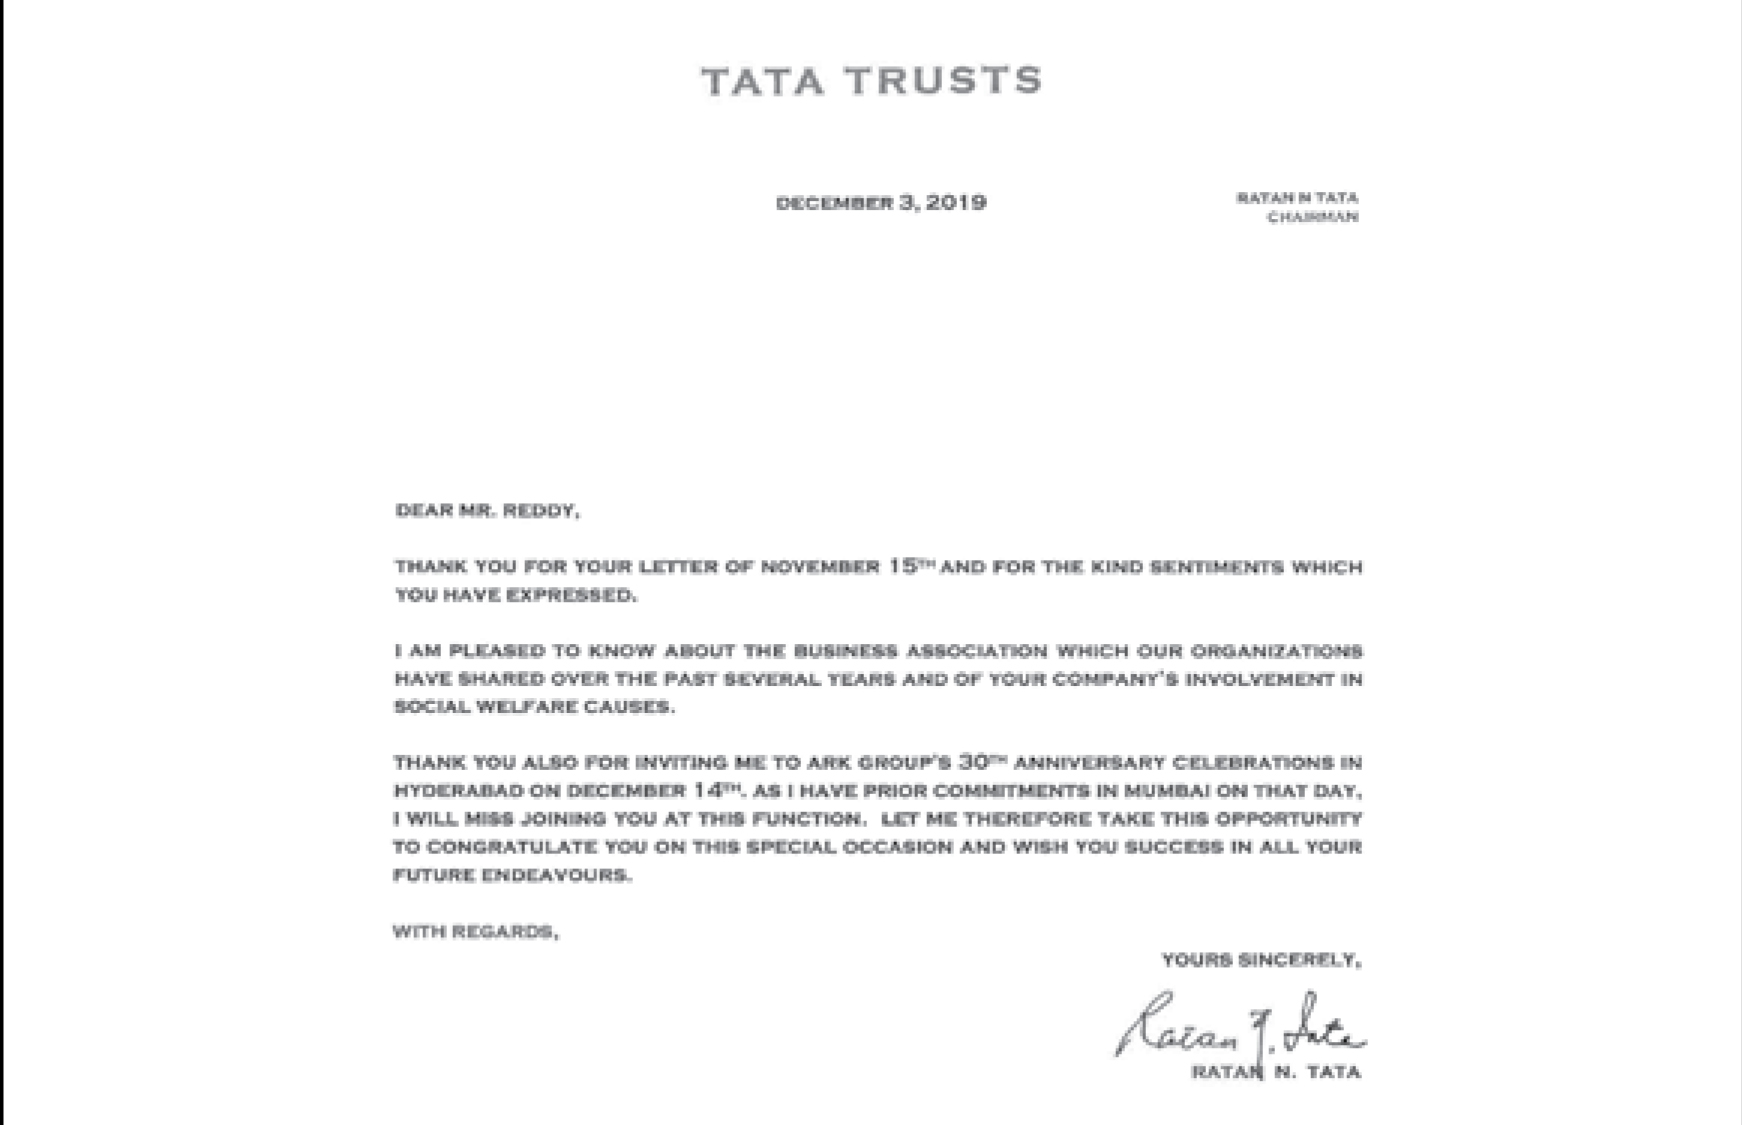 TATA TRUSTS
DECEMBER 3, 2019
RATAN N TATA
CHAIRMAN
DEAR MR. REDDY,
THANK YOU FOR YOUR LETTER OF NOVEMBER 15TH AND FOR THE KIND SENTIMENTS WHICH
YOU HAVE EXPRESSED.
I AM PLEASED TO KNOW ABOUT THE BUSINESS ASSOCIATION WHICH OUR ORGANIZATIONS
HAVE SHARED OVER THE PAST SEVERAL YEARS AND OF YOUR COMPANY'S INVOLVEMENT IN
SOCIAL WELFARE CAUSES.
THANK YOU ALSO FOR INVITING ME TO ARK GROUP'S 30TH ANNIVERSARY CELEBRATIONS IN
HYDERABAD ON DECEMBER 14TH. AS I HAVE PRIOR COMMITMENTS IN MUMBAI ON THAT DAY,
I WILL MISS JOINING YOU AT THIS FUNCTION. LET ME THEREFORE TAKE THIS OPPORTUNITY
TO CONGRATULATE YOU ON THIS SPECIAL OCCASION AND WISH YOU SUCCESS IN ALL YOUR
FUTURE ENDEAVOURS.
WITH REGARDS,
YOURS SINCERELY,
Ratan N. Tata
RATAN N. TATA